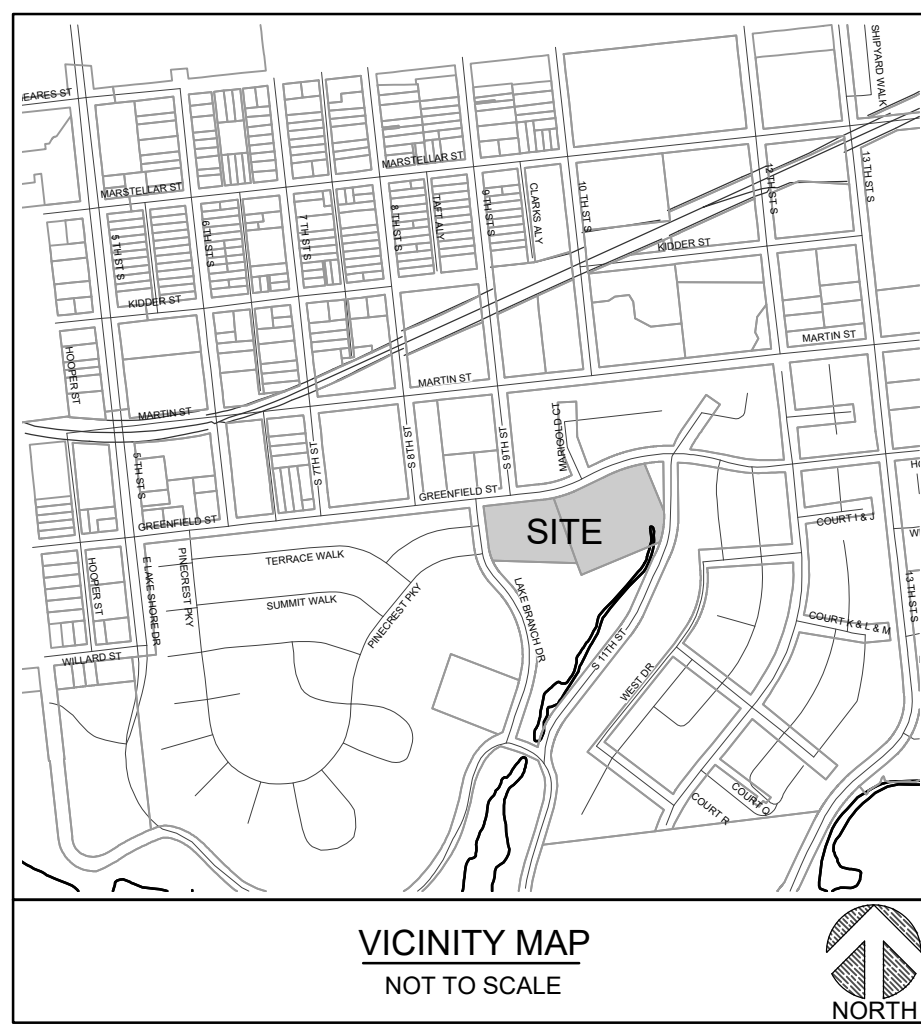 SHIPYARD WALK
EARES ST
MARSTELLAR ST
MARSTELLAR ST
5 TH ST S
6 TH ST S
7 TH ST S
8 TH ST S
TAFT ALY
9 TH ST S
CLARKS ALY
10 TH ST S
12 TH ST S
13 TH ST S
KIDDER ST
KIDDER ST
HOOPER ST
MARTIN ST
MARTIN ST
MARTIN ST
5 TH ST S
S 7TH ST
S 8TH ST
S 9TH ST
MARIGOLD CT
GREENFIELD ST
GREENFIELD ST
HO
SITE
COURT I & J
WE
HOOPER ST
E LAKE SHORE DR
PINECREST PKY
TERRACE WALK
SUMMIT WALK
PINECREST PKY
LAKE BRANCH DR
S 11TH ST
WEST DR
COURT K & L & M
13 TH ST S
WILLARD ST
COURT Q
COURT R
VICINITY MAP
NOT TO SCALE
NORTH